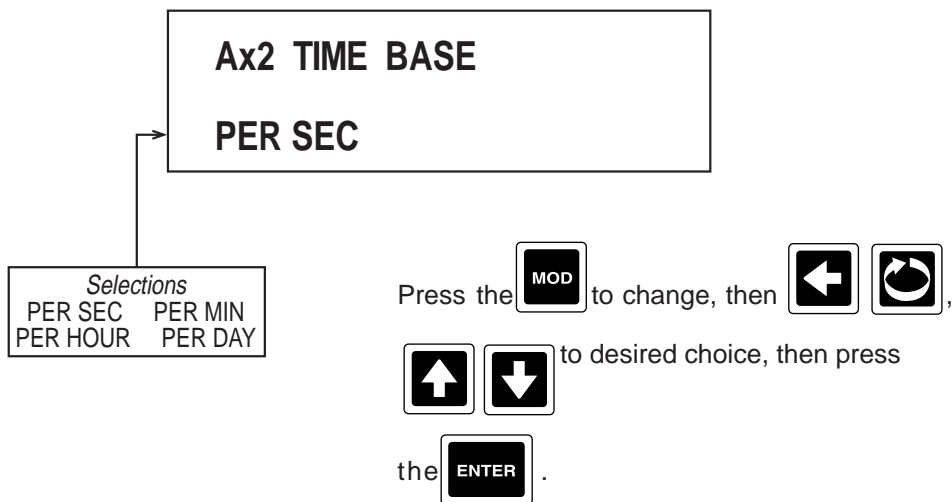 Ax2 TIME BASE
PER SEC
Selections
PER SEC PER MIN
PER HOUR PER DAY
Press the MOD to change, then ,
to desired choice, then press
the ENTER .